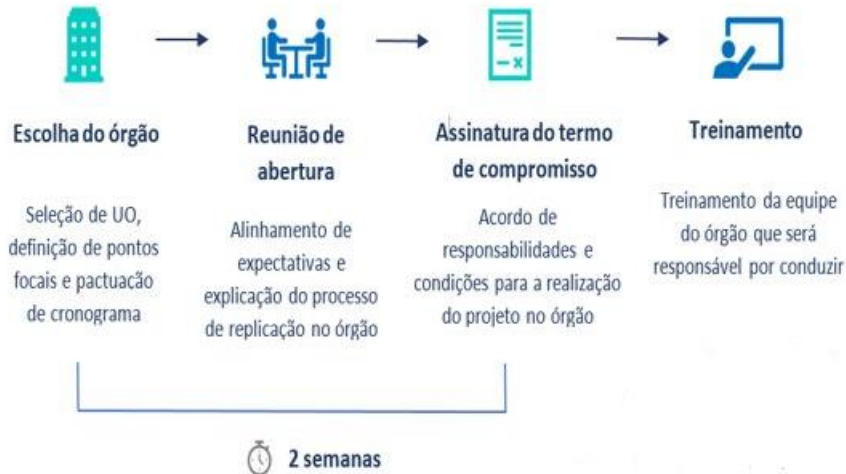 Escolha do órgão
Seleção de UO,
definição de pontos
focais e pactuação
de cronograma
Reunião de
abertura
Alinhamento de
expectativas e
explicação do processo
de replicação no órgão
Assinatura do termo
de compromisso
Acordo de
responsabilidades e
condições para a realização
do projeto no órgão
Treinamento
Treinamento da equipe
do órgão que será
responsável por conduzir
2 semanas